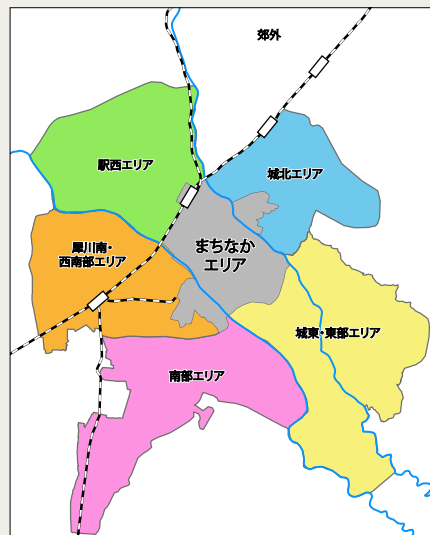 郊外
駅西エリア
城北エリア
まちなか
エリア
犀川南・
西南部エリア
城東・東部エリア
南部エリア